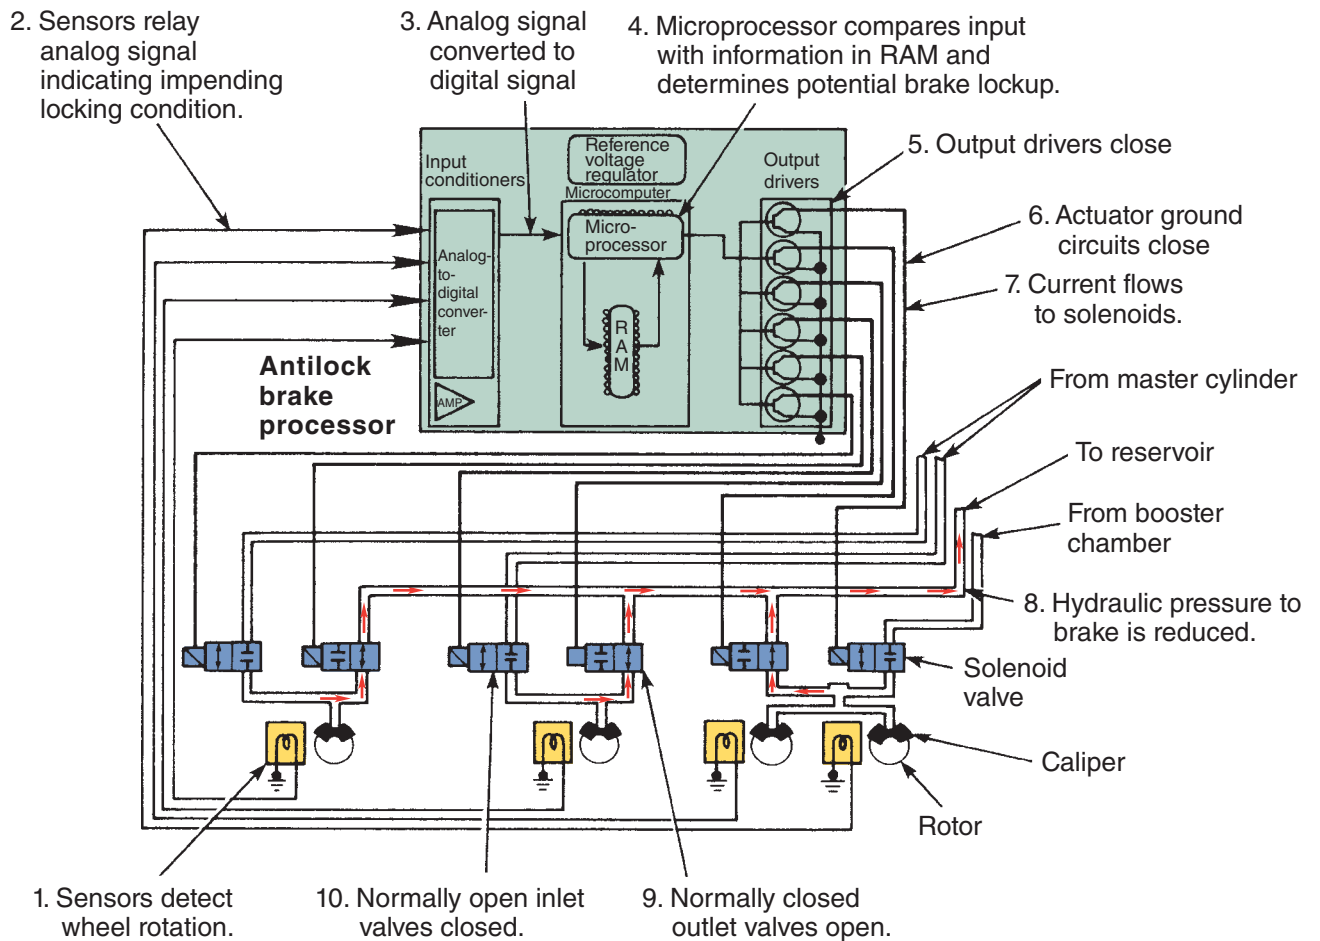 2. Sensors relay
analog signal
indicating impending
locking condition.
3. Analog signal
converted to
digital signal
4. Microprocessor compares input
with information in RAM and
determines potential brake lockup.
Input
conditioners
Reference
voltage
regulator
Microcomputer
Output
drivers
5. Output drivers close
Micro-
processor
6. Actuator ground
circuits close
Analog-
to-
digital
conver-
ter
7. Current flows
to solenoids.
R
A
M
Antilock
brake
processor
AMP
From master cylinder
To reservoir
From booster
chamber
8. Hydraulic pressure to
brake is reduced.
Solenoid
valve
Caliper
Rotor
1. Sensors detect
wheel rotation.
10. Normally open inlet
valves closed.
9. Normally closed
outlet valves open.